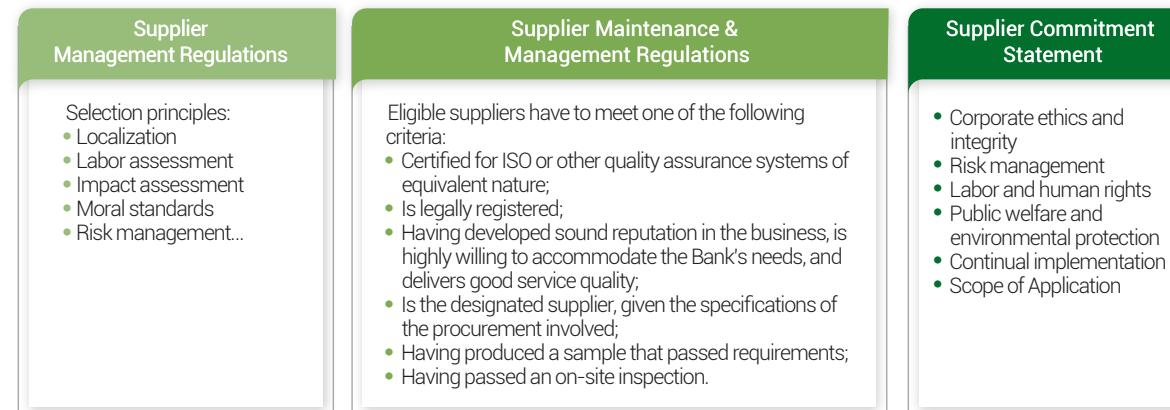 Supplier
Management Regulations
Selection principles:
• Localization
• Labor assessment
• Impact assessment
• Moral standards
• Risk management...
Supplier Maintenance &
Management Regulations
Eligible suppliers have to meet one of the following
criteria:
• Certified for ISO or other quality assurance systems of
equivalent nature;
• Is legally registered;
• Having developed sound reputation in the business, is
highly willing to accommodate the Bank's needs, and
delivers good service quality;
• Is the designated supplier, given the specifications of
the procurement involved;
• Having produced a sample that passed requirements;
• Having passed an on-site inspection.
Supplier Commitment
Statement
• Corporate ethics and
integrity
• Risk management
• Labor and human rights
• Public welfare and
environmental protection
• Continual implementation
• Scope of Application